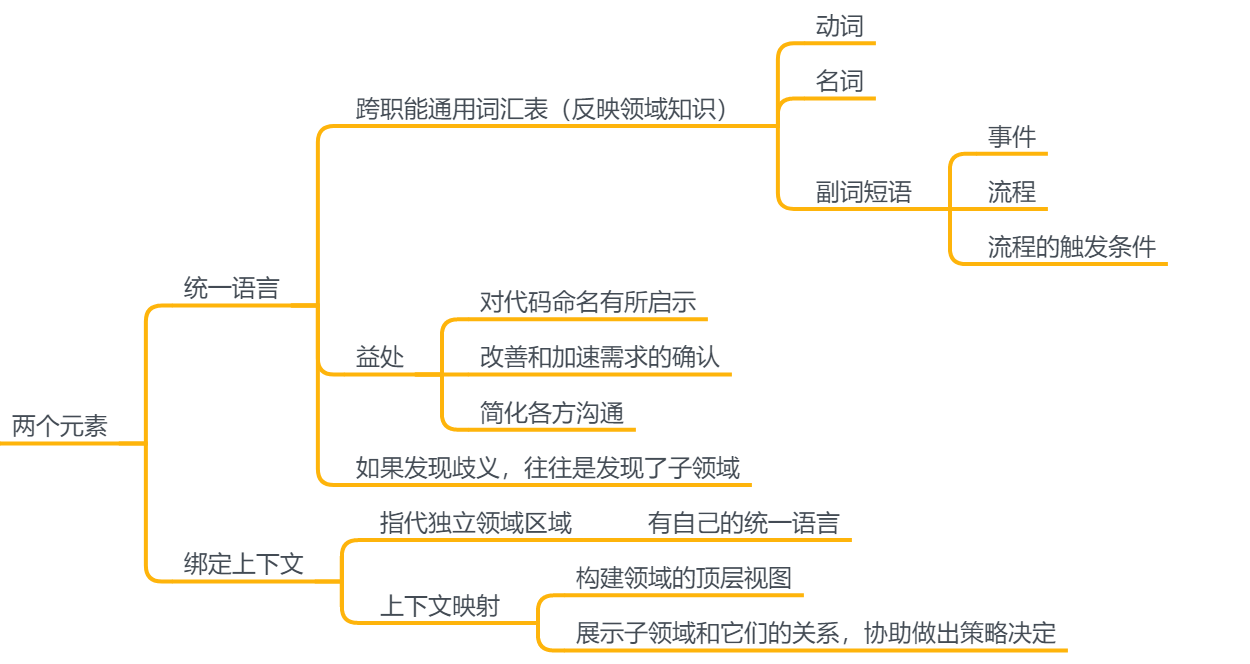 动词
名词
跨职能通用词汇表（反映领域知识）
事件
副词短语
流程
流程的触发条件
统一语言
对代码命名有所启示
益处
改善和加速需求的确认
简化各方沟通
两个元素
如果发现歧义，往往是发现了子领域
指代独立领域区域
有自己的统一语言
绑定上下文
构建领域的顶层视图
上下文映射
展示子领域和它们的关系，协助做出策略决定